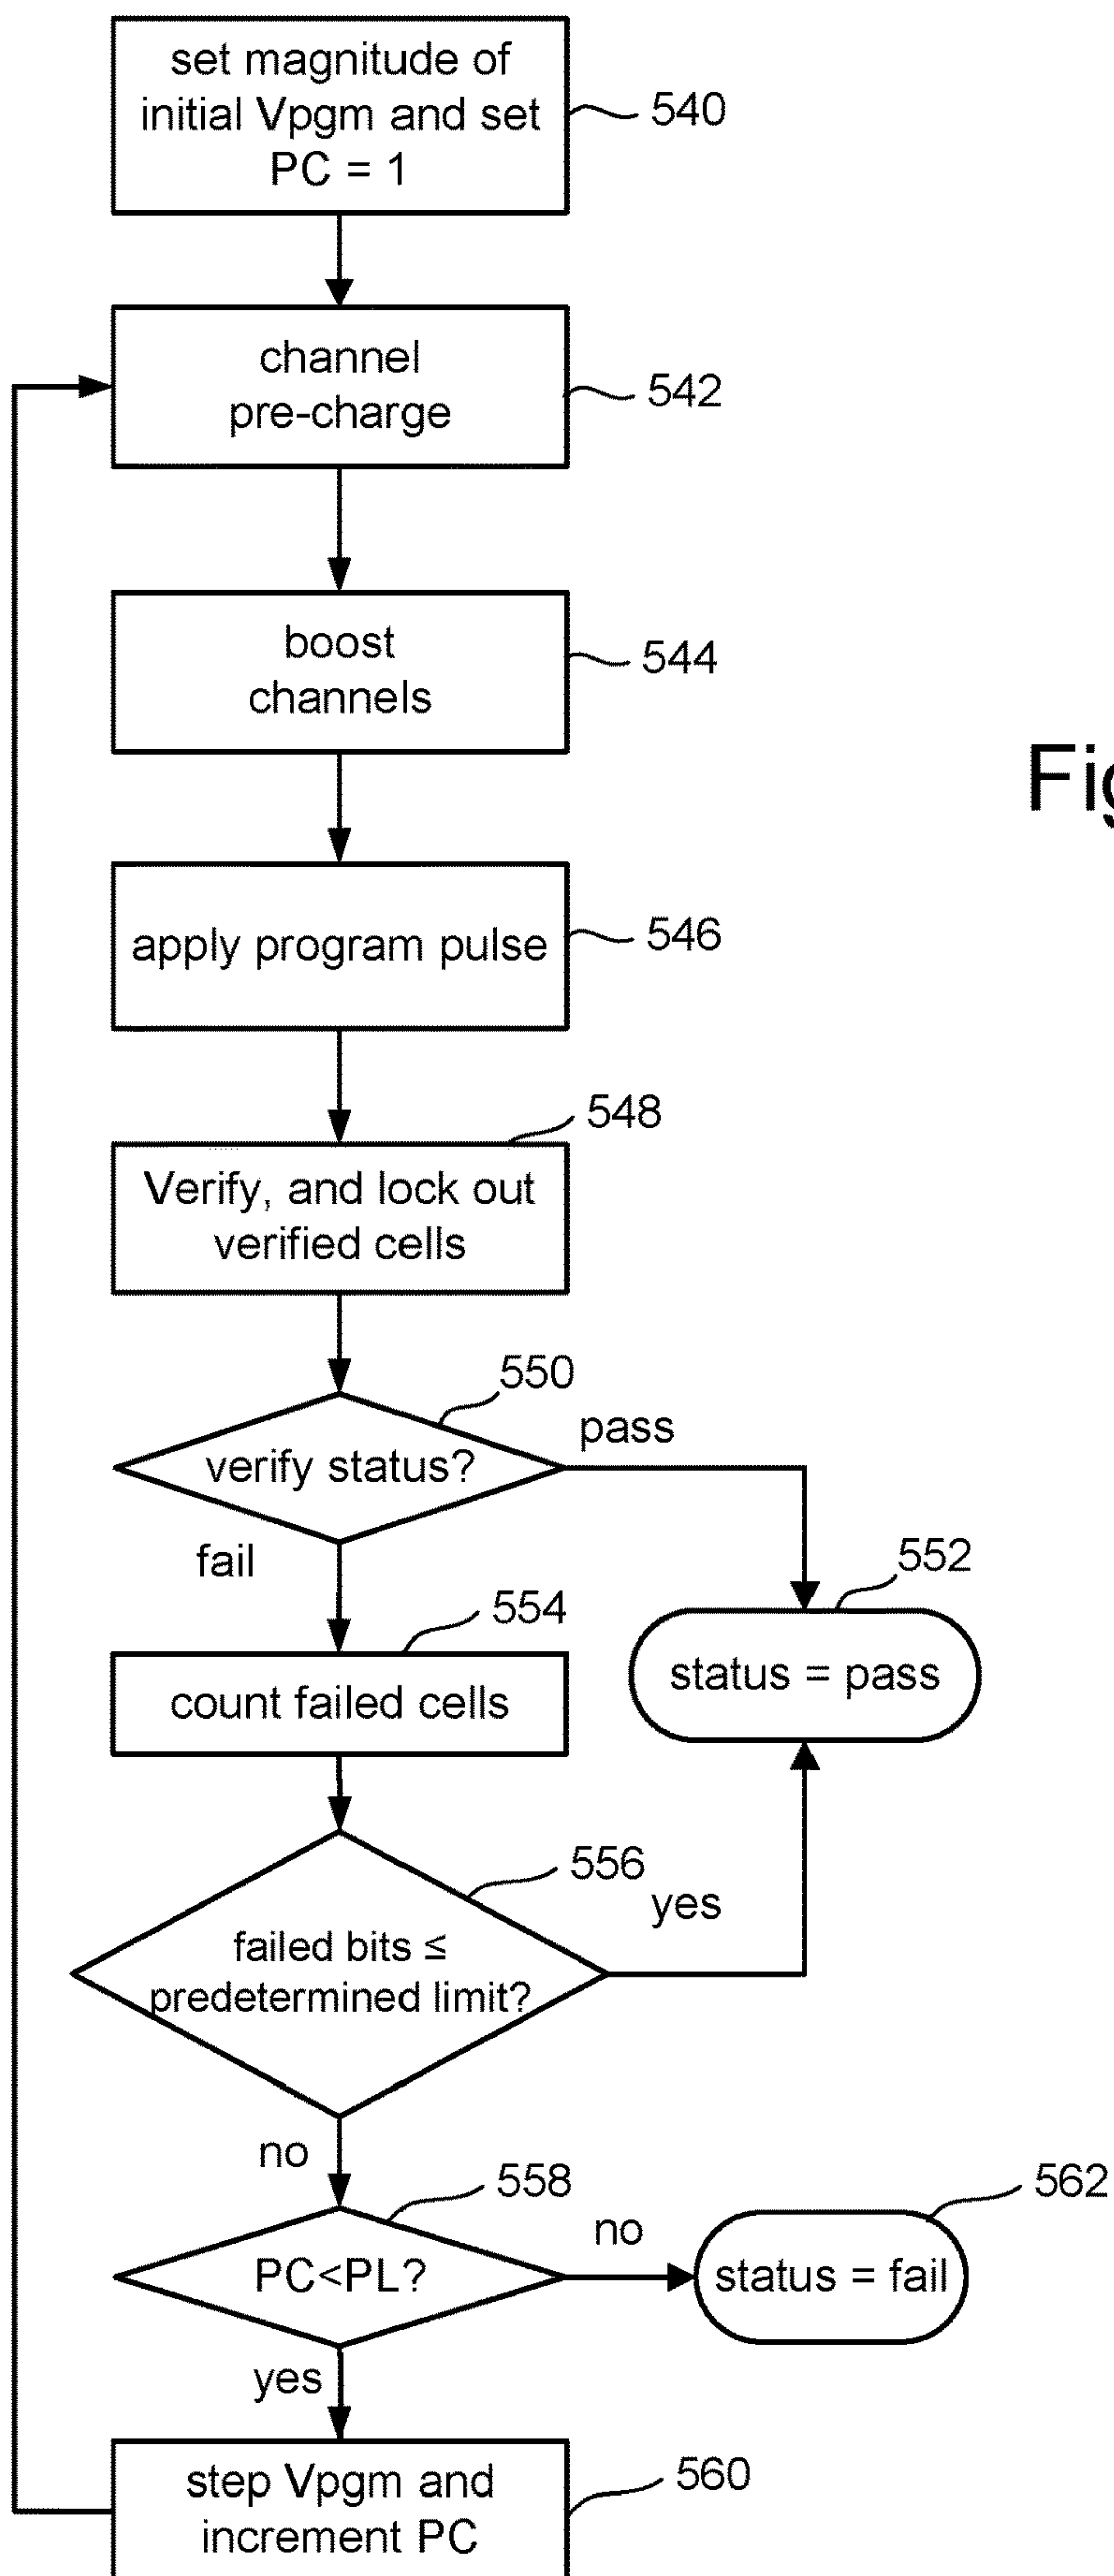 set magnitude of
initial Vpgm and set
PC = 1
540
channel
pre-charge
542
boost
channels
544
Fig
apply program pulse
546
548
Verify, and lock out
verified cells
550
pass
verify status?
fail
552
554
status = pass
count failed cells
556
yes
failed bits ≤
predetermined limit?
no
558
562
no
PC<PL?
status = fail
yes
step Vpgm and
increment PC
560